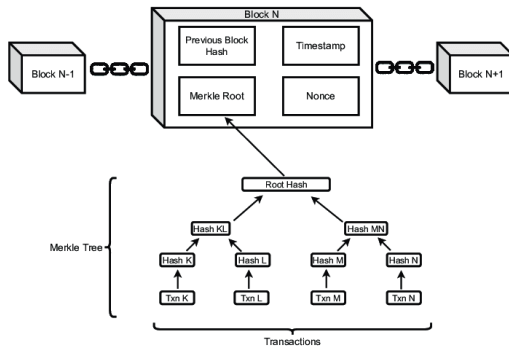 Block N
Previous Block
Hash
Timestamp
Block N-1
Block N+1
Merkle Root
Nonce
Root Hash
Hash KL
Hash MN
Merkle Tree
Hash K
Hash L
Hash M
Hash N
Txn K
Txn L
Txn M
Txn N
Transactions